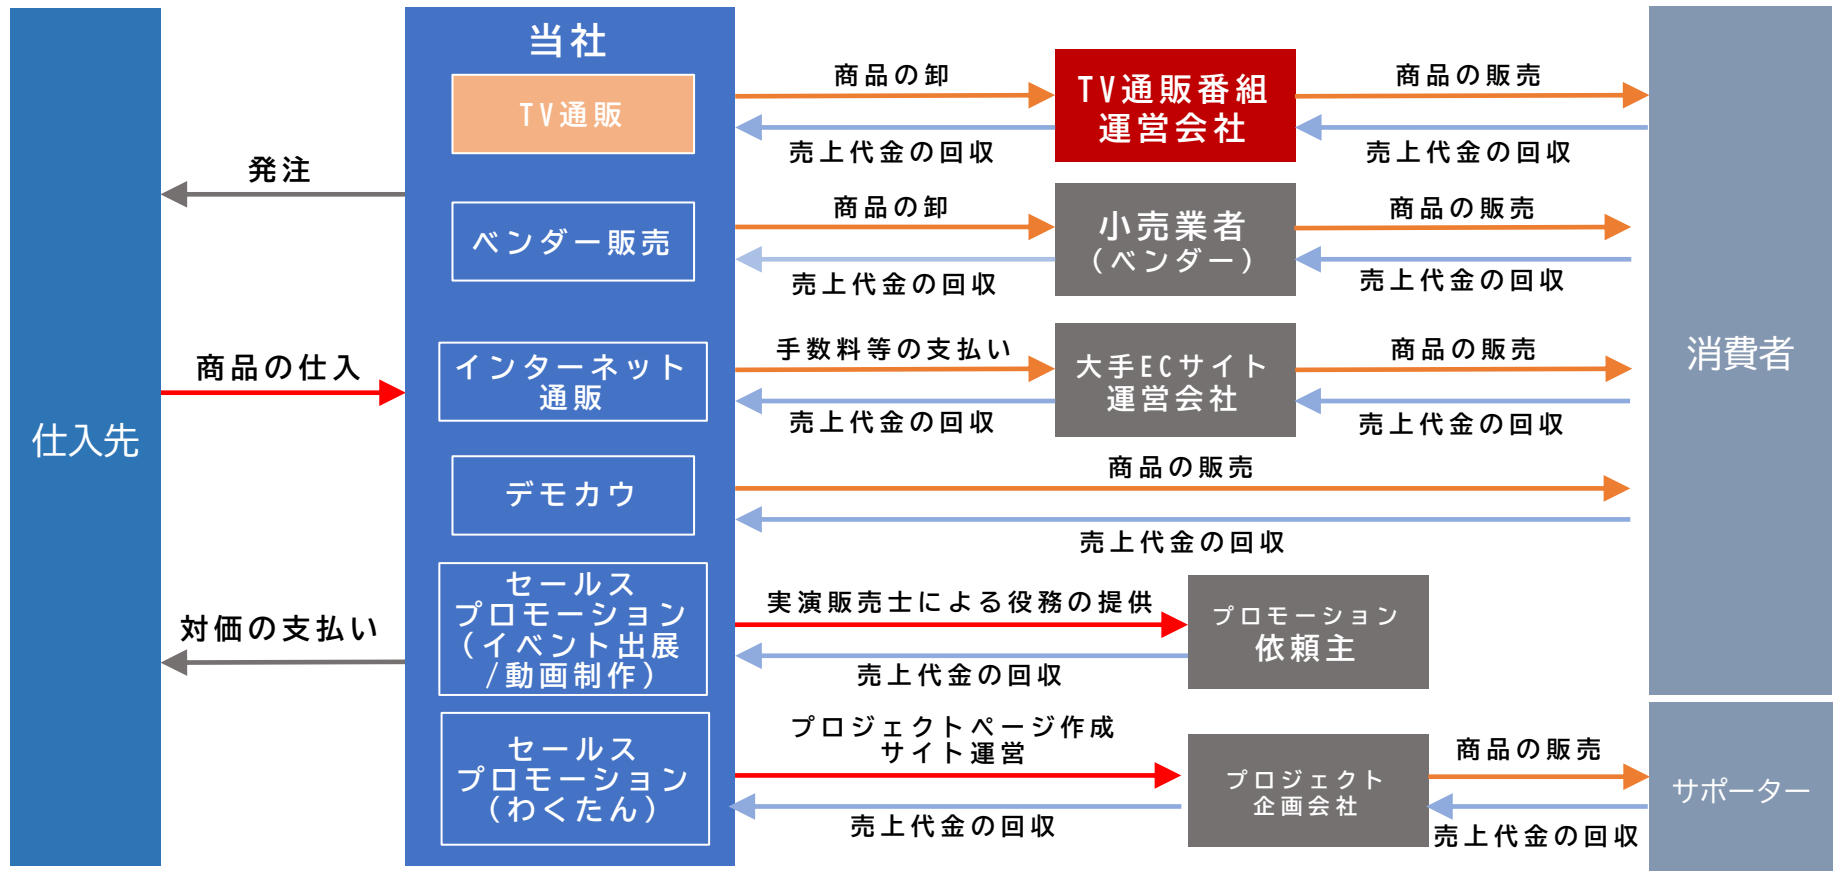 仕入先
発注
商品の仕入
対価の支払い
当社
TV通販
ベンダー販売
インターネット
通販
デモカウ
セールス
プロモーション
(イベント出展
/動画制作)
セールス
プロモーション
(わくたん)
商品の卸
売上代金の回収
TV通販番組
運営会社
商品の販売
売上代金の回収
商品の卸
売上代金の回収
小売業者
(ベンダー)
商品の販売
売上代金の回収
手数料等の支払い
売上代金の回収
大手ECサイト
運営会社
商品の販売
売上代金の回収
商品の販売
売上代金の回収
実演販売士による役務の提供
売上代金の回収
プロモーション
依頼主
プロジェクトページ作成
サイト運営
売上代金の回収
プロジェクト
企画会社
商品の販売
売上代金の回収
消費者
サポーター